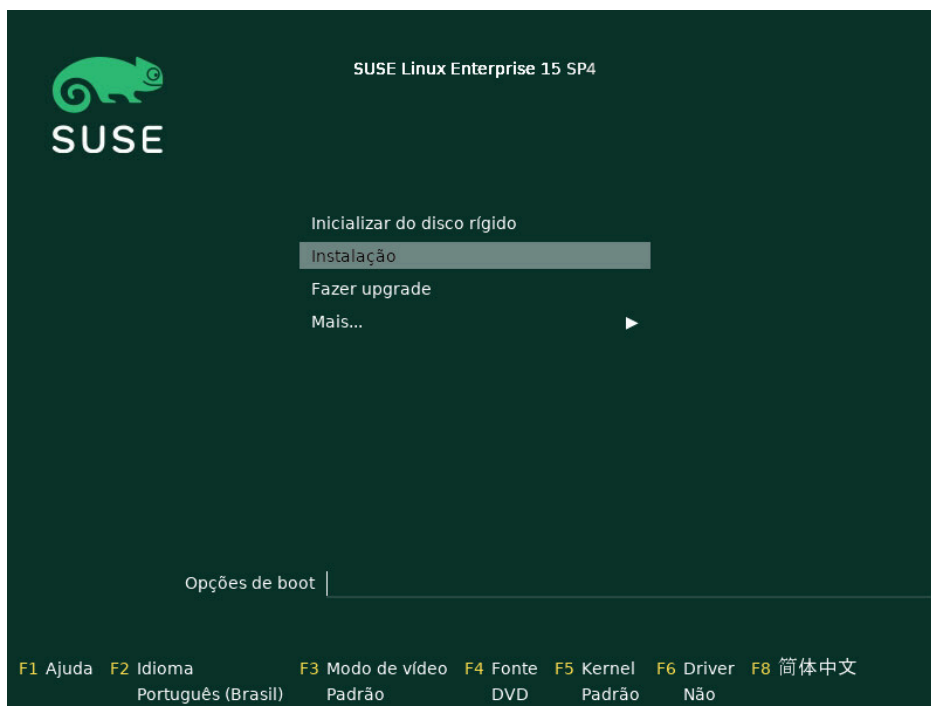 SUSE Linux Enterprise 15 SP4
SUSE
Inicializar do disco rígido
Instalação
Fazer upgrade
Mais...
Opções de boot
F1 Ajuda F2 Idioma F3 Modo de vídeo F4 Fonte F5 Kernel F6 Driver F8 简体中文
Português (Brasil) Padrão DVD Padrão Não